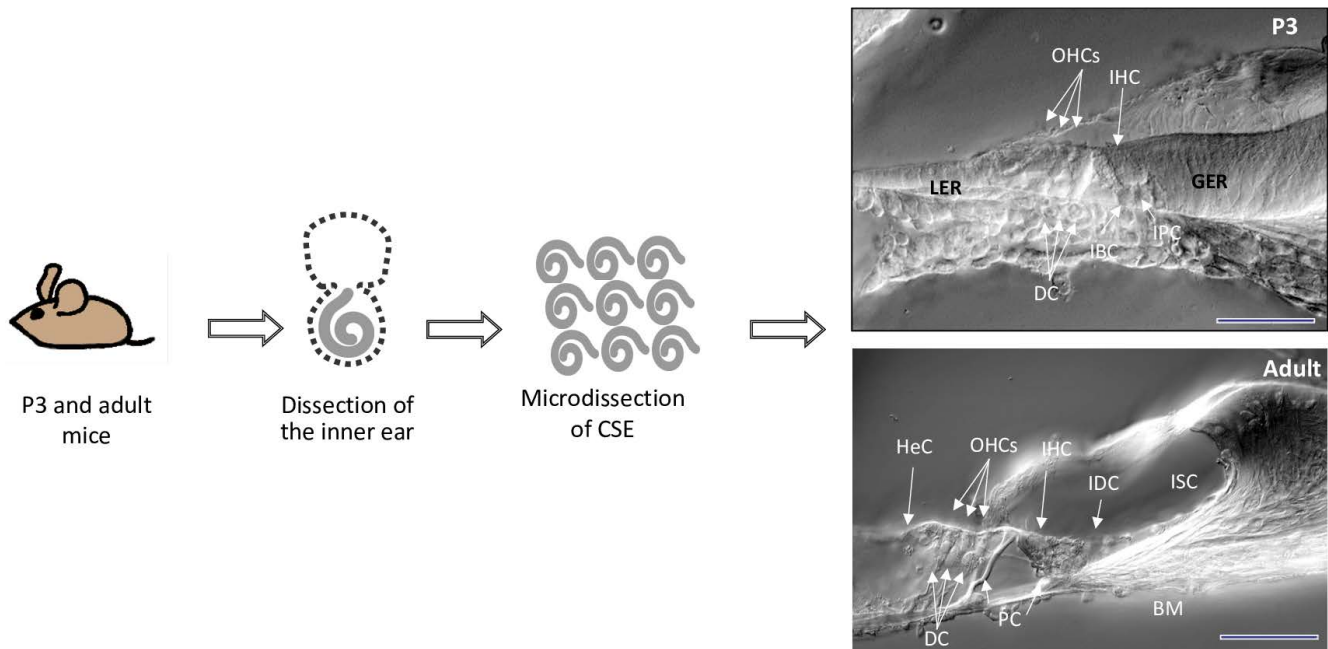 P3 and adult
mice
Dissection of
the inner ear
Microdissection
of CSE
P3
OHCs
IHC
LER
GER
IBC
IPC
DC
Adult
HeC
OHCs
IHC
IDC
ISC
DC
PC
BM